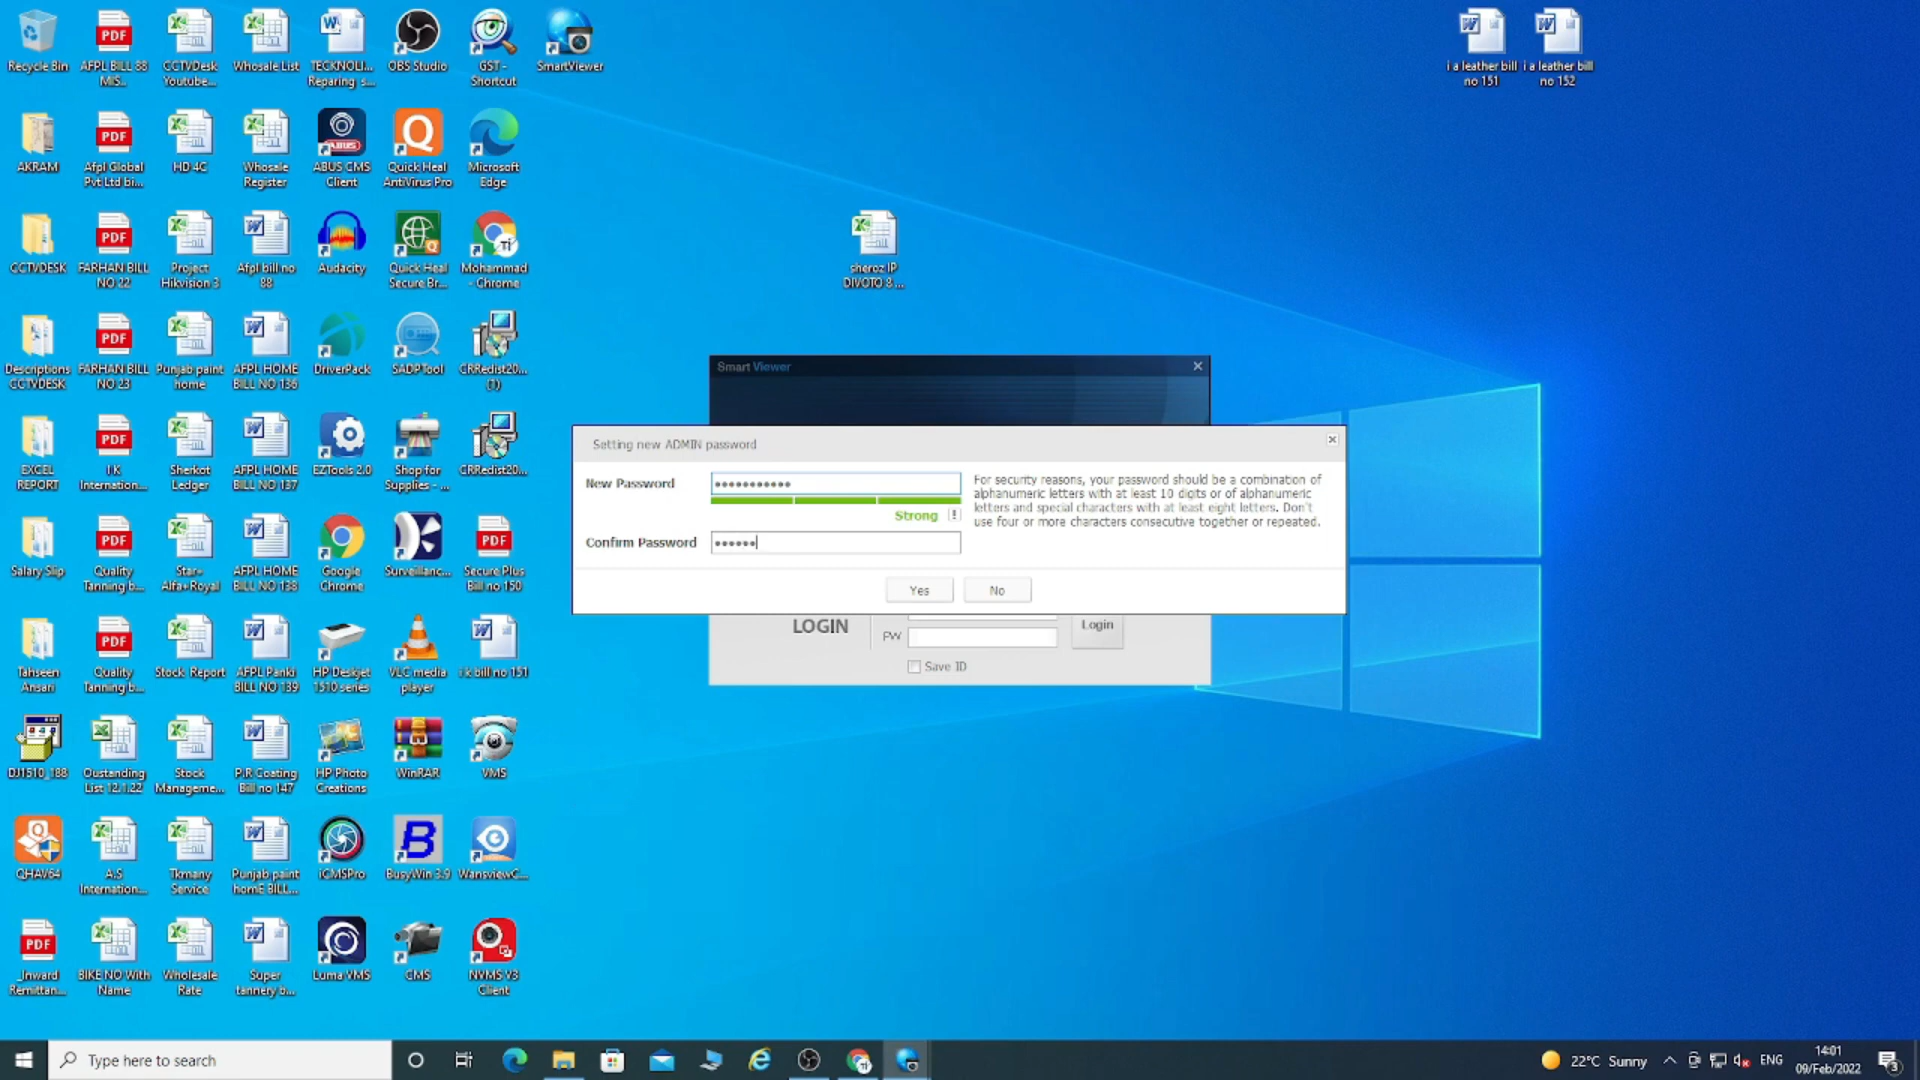 Recycle Bin
AFPL BILL 88
MIS...
CCTVDesk
Youtube...
Whosale List
TECKNOLI...
Reparing s...
OBS Studio
GST -
Shortcut
SmartViewer
i a leather bill
no 151
i a leather bill
no 152
AKRAM
Afpl Global
Pvt Ltd bi...
HD 4C
Whosale
Register
ABUS CMS
Client
Quick Heal
AntiVirus Pro
Microsoft
Edge
CCTVDESK
FARHAN BILL
NO 22
Project
Hikvision 3
Afpl bill no
88
Audacity
Quick Heal
Secure Br...
Mohammad
- Chrome
sheroz IP
DIVOTO 8 ...
Descriptions
CCTVDESK
FARHAN BILL
NO 23
Punjab paint
home
AFPL HOME
BILL NO 136
DriverPack
SADPTool
CRRedist20...
(1)
EXCEL
REPORT
I K
Internation...
Sherkot
Ledger
AFPL HOME
BILL NO 137
EZTools 2.0
Shop for
Supplies - ...
CRRedist20...
Salary Slip
Quality
Tanning b...
Star+
Alfa+Royal
AFPL HOME
BILL NO 138
Google
Chrome
Surveillanc...
Secure Plus
Bill no 150
Tahseen
Ansari
Quality
Tanning b...
Stock Report
AFPL Panki
BILL NO 139
HP Deskjet
1510 series
VLC media
player
i k bill no 151
DJ1510_188
Oustanding
List 12.1.22
Stock
Manageme...
P.R Coating
Bill no 147
HP Photo
Creations
WinRAR
VMS
QHAV64
A.S
Internation...
Tkmany
Service
Punjab paint
homE BILL...
iCMSPro
BusyWin 3.9
WansviewC...
_Inward
Remittan...
BIKE NO With
Name
Wholesale
Rate
Super
tannery b...
Luma VMS
CMS
NVMS V3
Client
Smart Viewer
Setting new ADMIN password
New Password
Strong
Confirm Password
For security reasons, your password should be a combination of
alphanumeric letters with at least 10 digits or of alphanumeric
letters and special characters with at least eight letters. Don't
use four or more characters consecutive together or repeated.
Yes
No
LOGIN
PW
Login
Save ID
Type here to search
22°C Sunny
ENG
14:01
09/Feb/2022
3